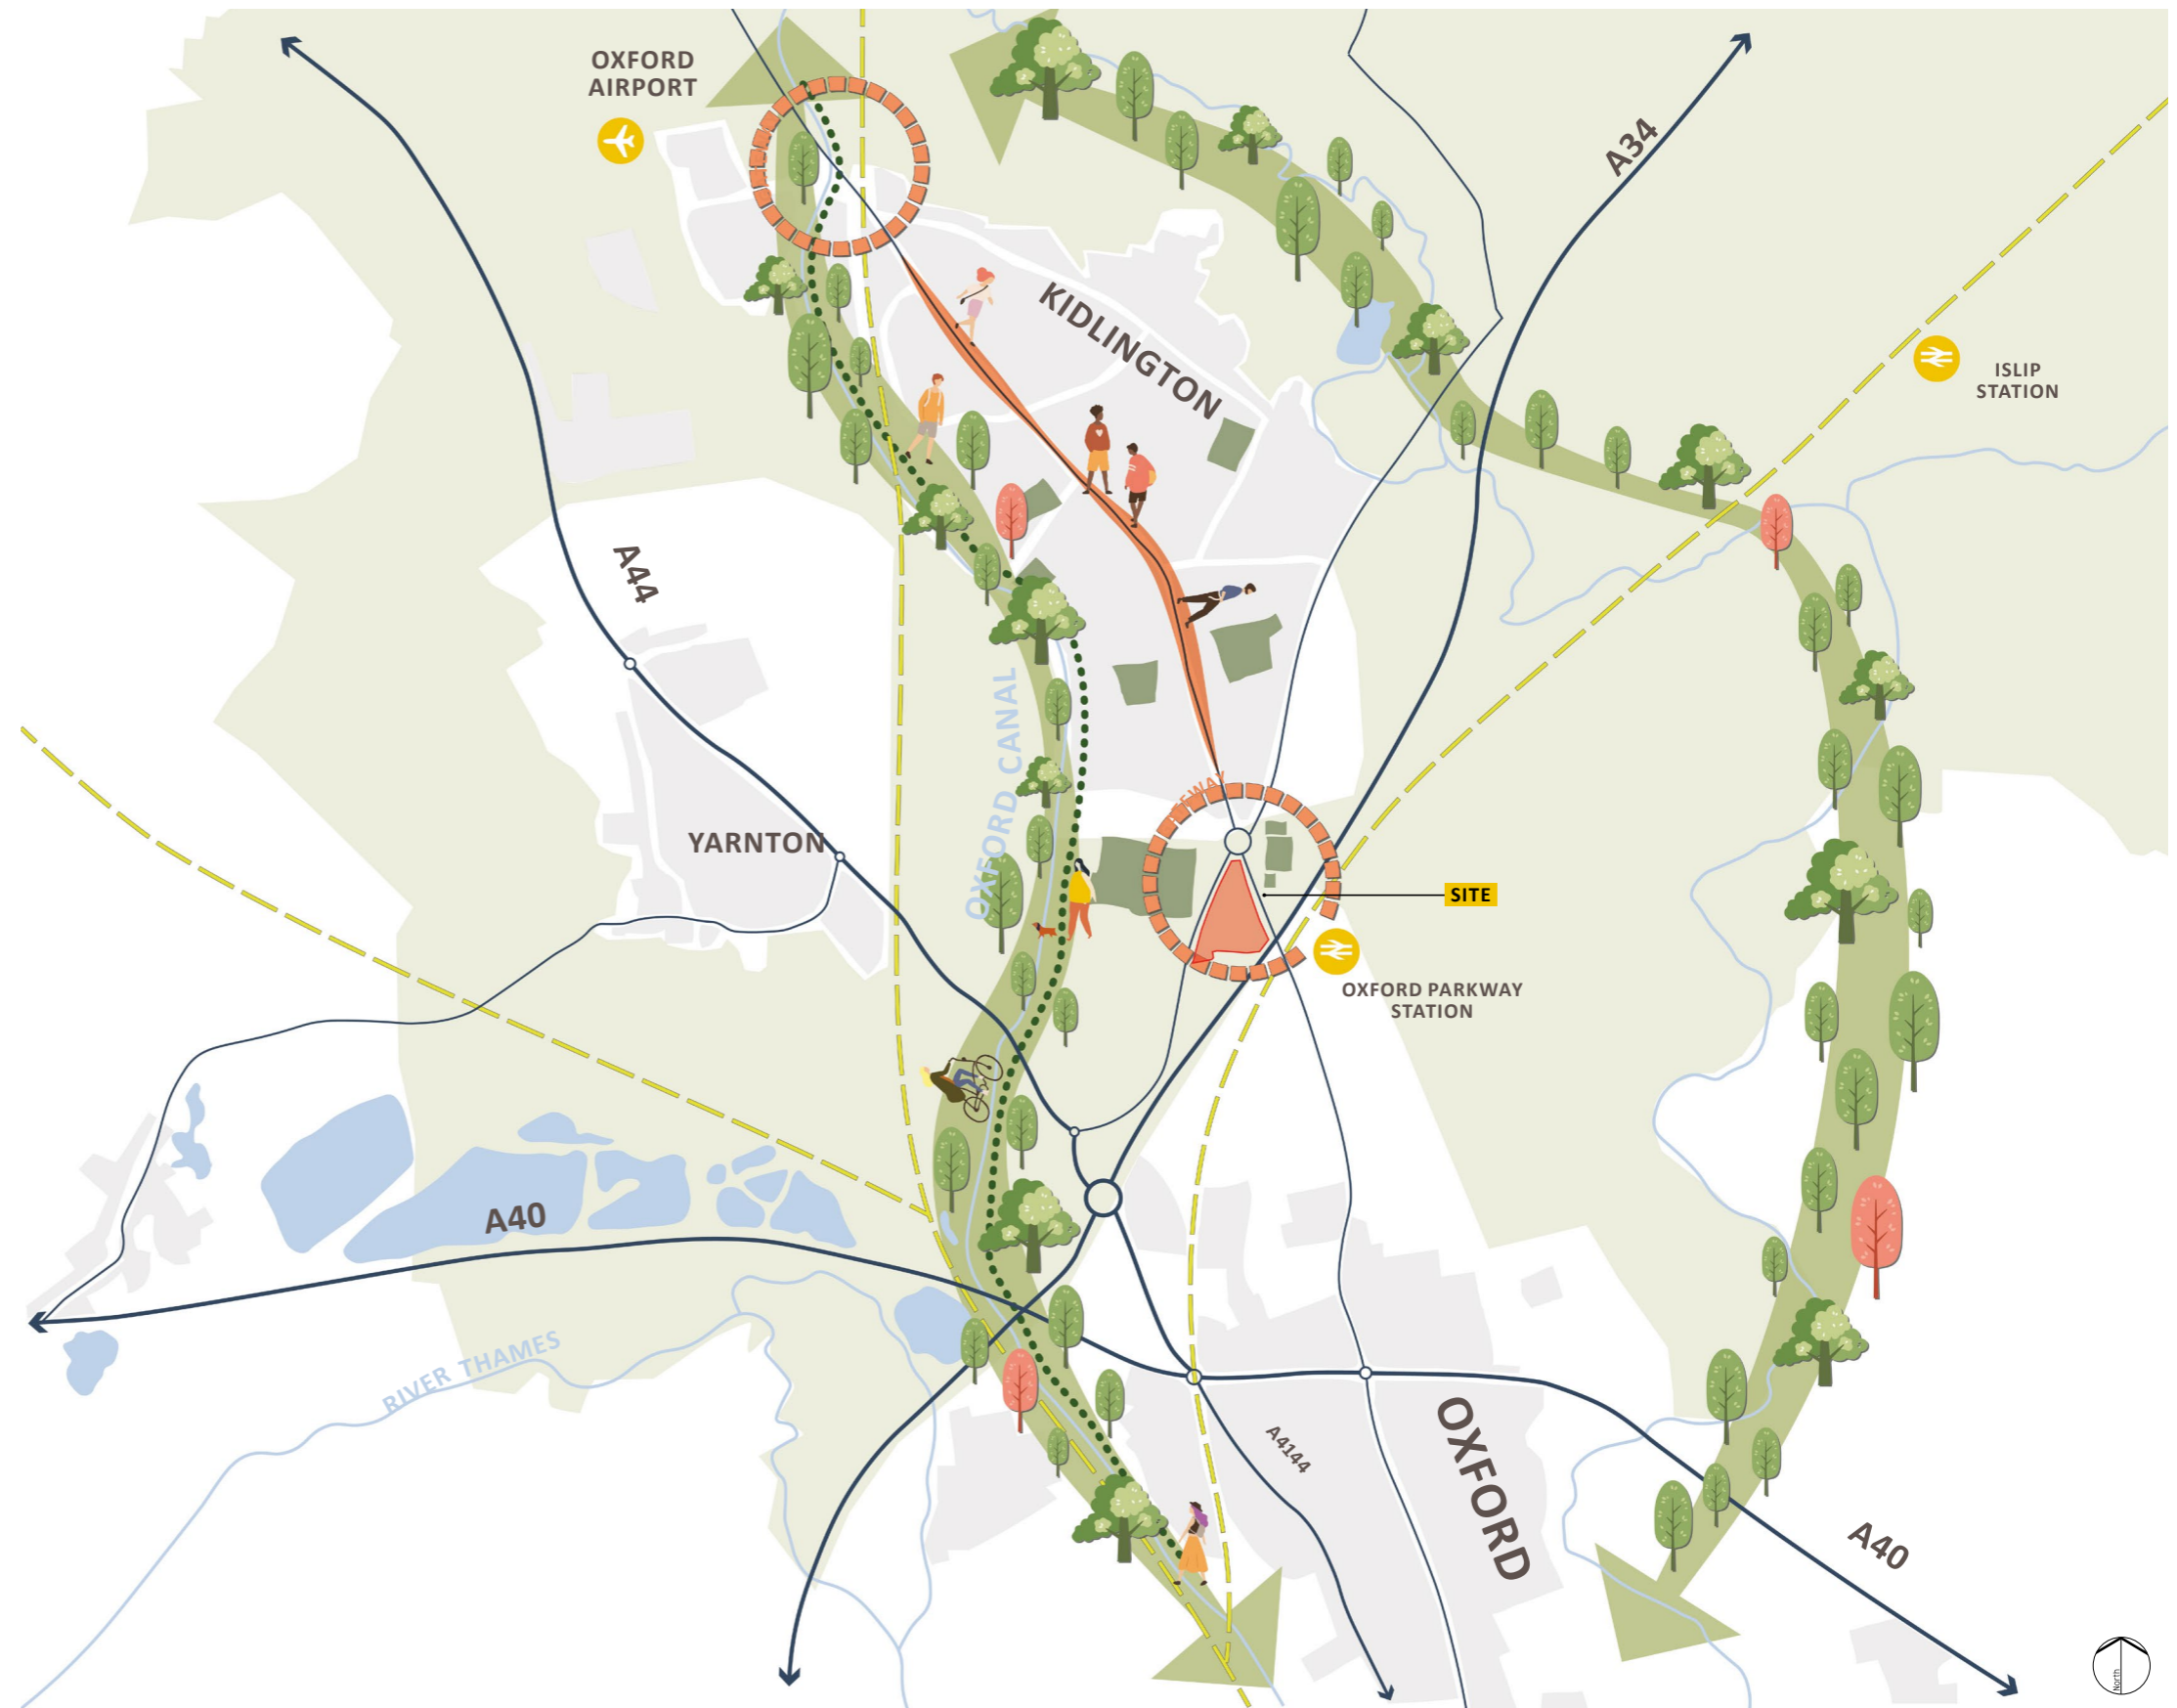 OXFORD
AIRPORT
A34
KIDLINGTON
ISLIP
STATION
A44
OXFORD CANAL
YARNTON
SITE
OXFORD PARKWAY
STATION
A40
RIVER THAMES
A4144
OXFORD
A40
North